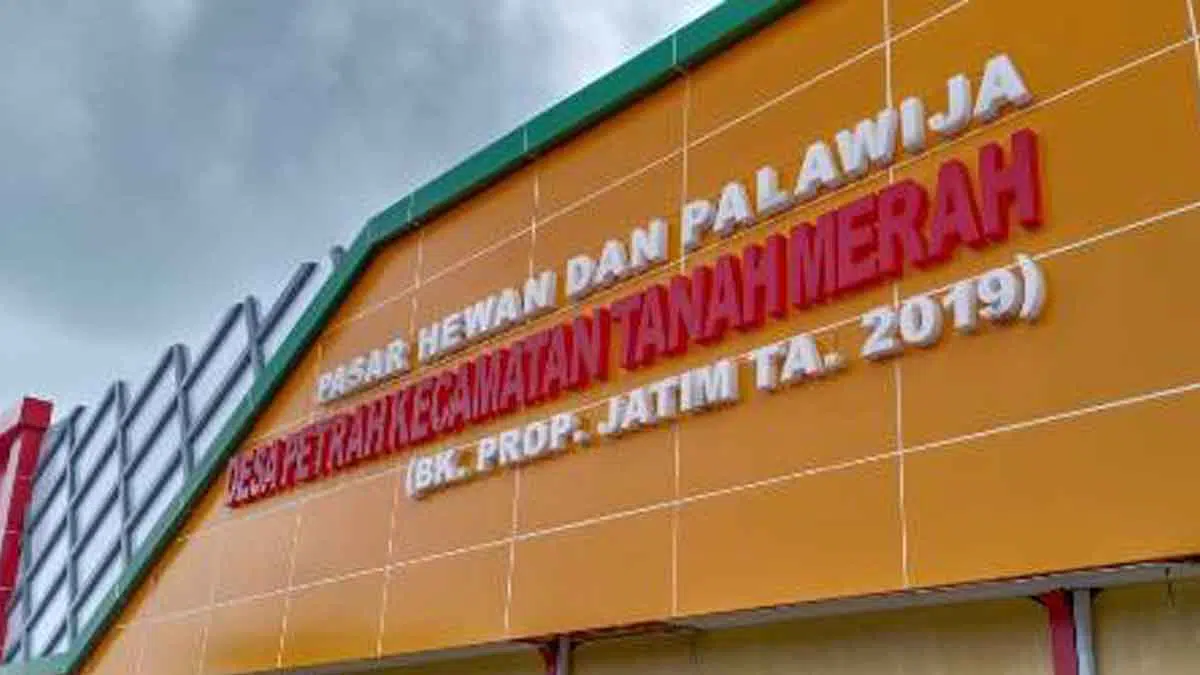 PASAR HEWAN DAN PALAWIJA
DESA PETRAH KECAMATAN TANAH MERAH
(BK. PROP. JATIM TA.. 2019)